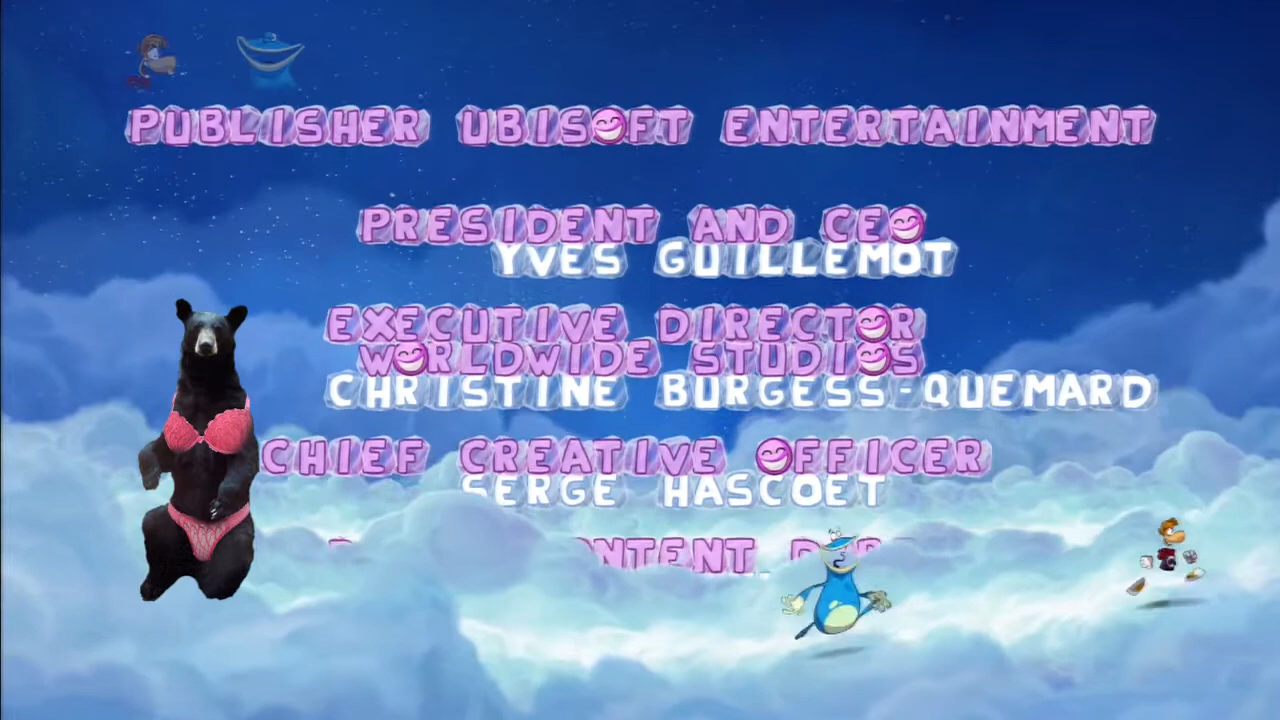 PUBLISHER UBISOFT ENTERTAINMENT
PRESIDENT AND CEO
YVES GUILLEMOT
EXECUTIVE DIRECTOR
WORLDWIDE STUDIOS
CHRISTINE BURGESS-QUEMARD
CHIEF CREATIVE OFFICER
SERGE HASCOET